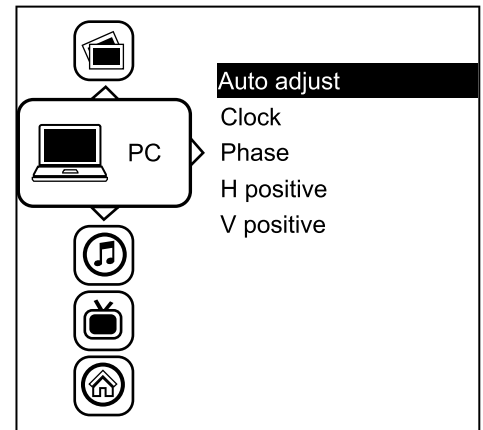 PC
Auto adjust
Clock
Phase
H positive
V positive